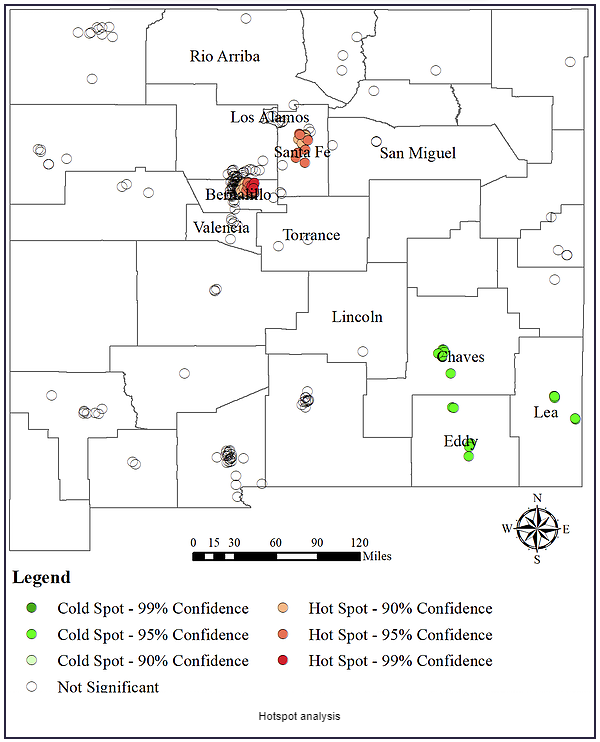 Rio Arriba
Los Alamos
Santa Fe
San Miguel
Bernalillo
Valencia
Torrance
Lincoln
Chaves
Lea
Eddy
N
W E
S
0 15 30 60 90 120
Miles
Legend
Cold Spot - 99% Confidence
Hot Spot - 90% Confidence
Cold Spot - 95% Confidence
Hot Spot - 95% Confidence
Cold Spot - 90% Confidence
Hot Spot - 99% Confidence
Not Significant
Hotspot analysis